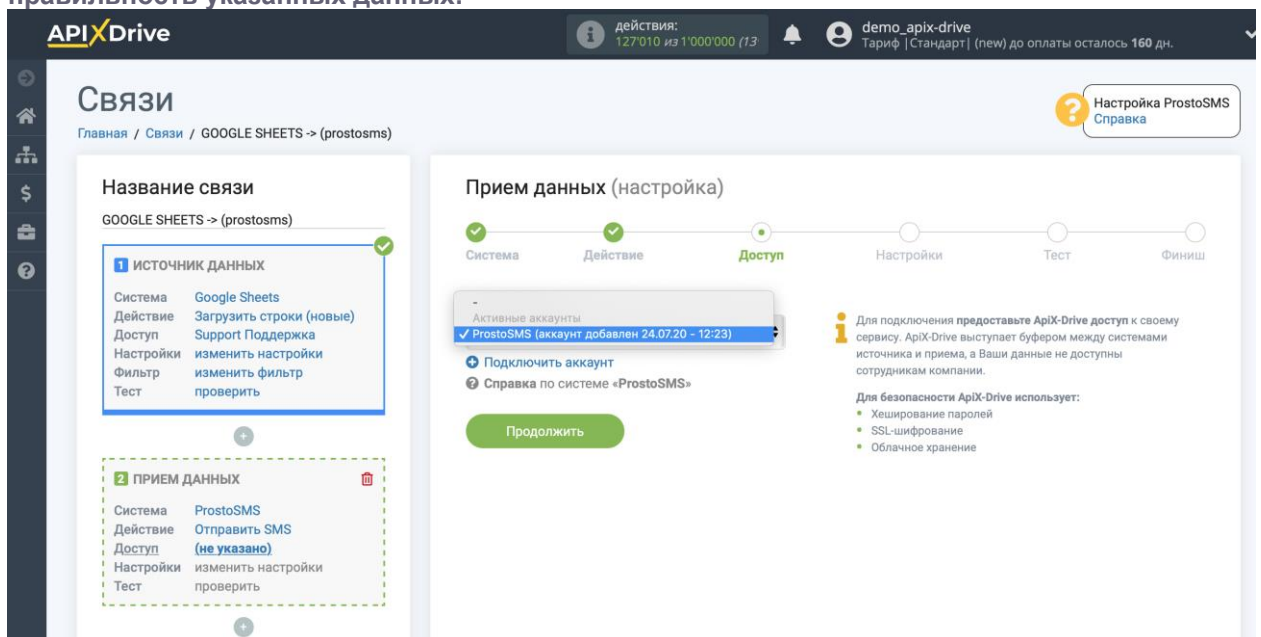 правильность указанных данных.
APIXDrive
действия:
127'010 из 1'000'000 (13
demo_apix-drive
Тариф |Стандарт| (new) до оплаты осталось 160 дн.
Связи
Главная / Связи / GOOGLE SHEETS -> (prostosms)
Настройка ProstoSMS
Справка
Название связи
GOOGLE SHEETS -> (prostosms)
1 ИСТОЧНИК ДАННЫХ
Система Google Sheets
Действие Загрузить строки (новые)
Доступ Support Поддержка
Настройки изменить настройки
Фильтр изменить фильтр
Тест проверить
2 ПРИЕМ ДАННЫХ
Система ProstoSMS
Действие Отправить SMS
Доступ (не указано)
Настройки изменить настройки
Тест проверить
Прием данных (настройка)
Система Действие Доступ Настройки Тест Финиш
-
Активные аккаунты
✓ ProstoSMS (аккаунт добавлен 24.07.20 - 12:23)
Подключить аккаунт
Справка по системе «ProstoSMS»
Продолжить
Для подключения предоставьте ApiX-Drive доступ к своему
сервису. ApiX-Drive выступает буфером между системами
источника и приема, а Ваши данные не доступны
сотрудникам компании.
Для безопасности ApiX-Drive использует:
• Хеширование паролей
• SSL-шифрование
• Облачное хранение